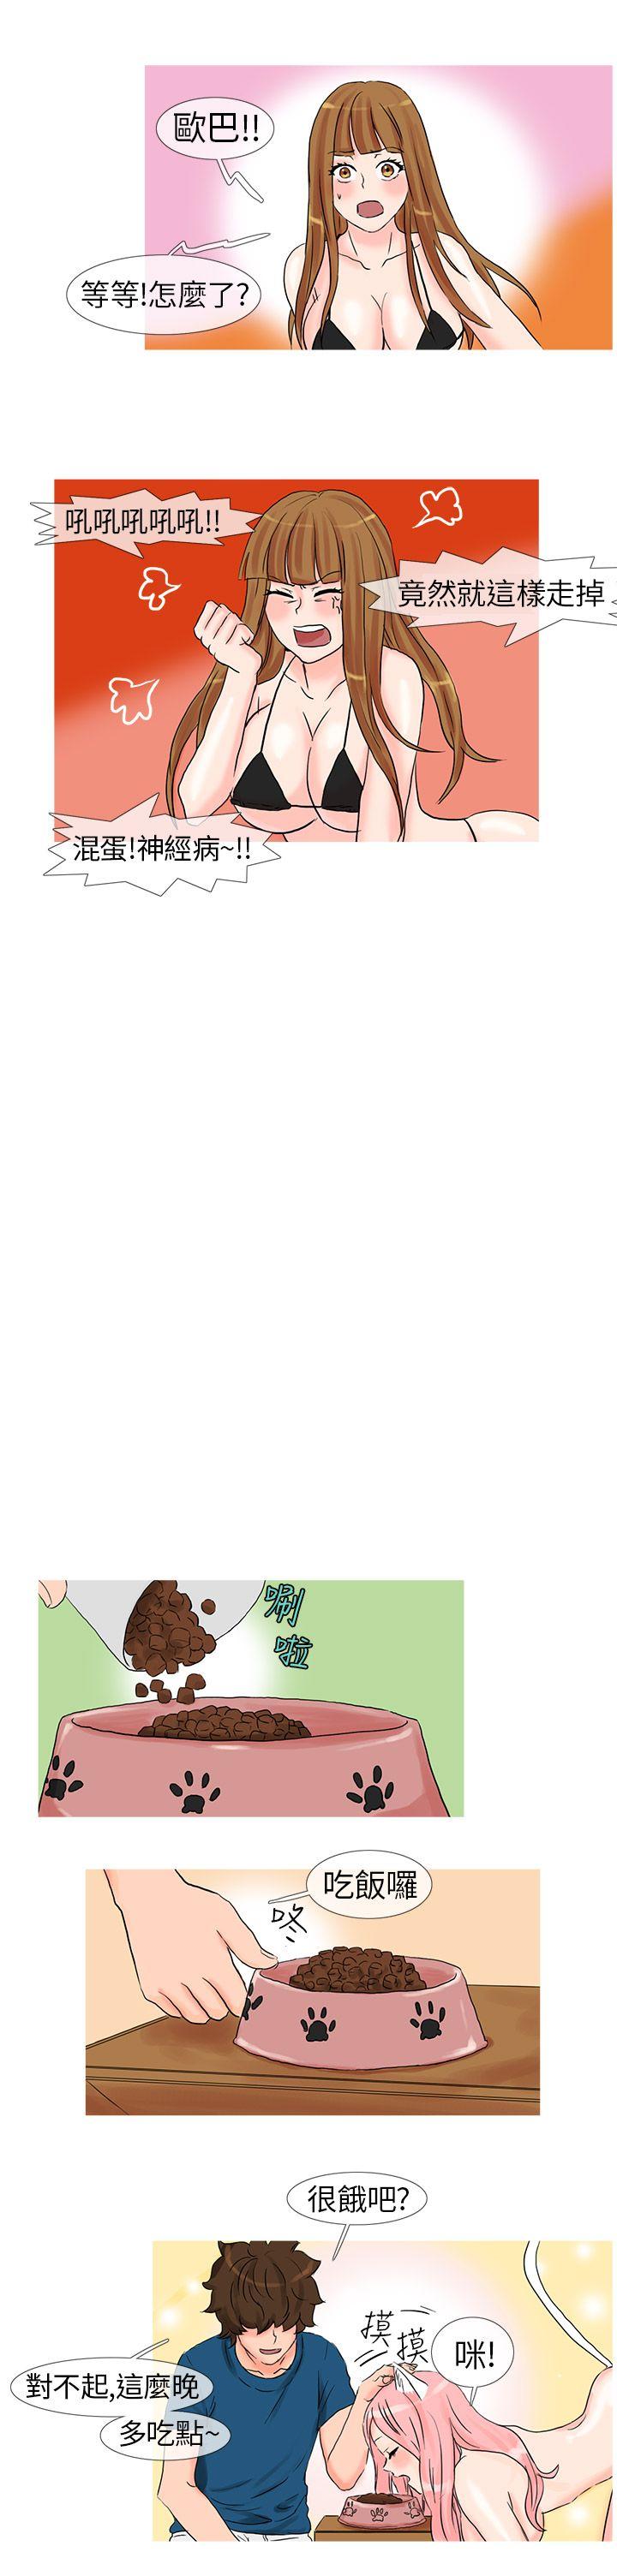 歐巴!!
等等!怎麼了?
吼吼吼吼吼!!
竟然就這樣走掉
混蛋!神經病~!!
唰
啦
吃飯囉
咚
很餓吧?
摸
摸
咪!
對不起,這麼晚
多吃點~